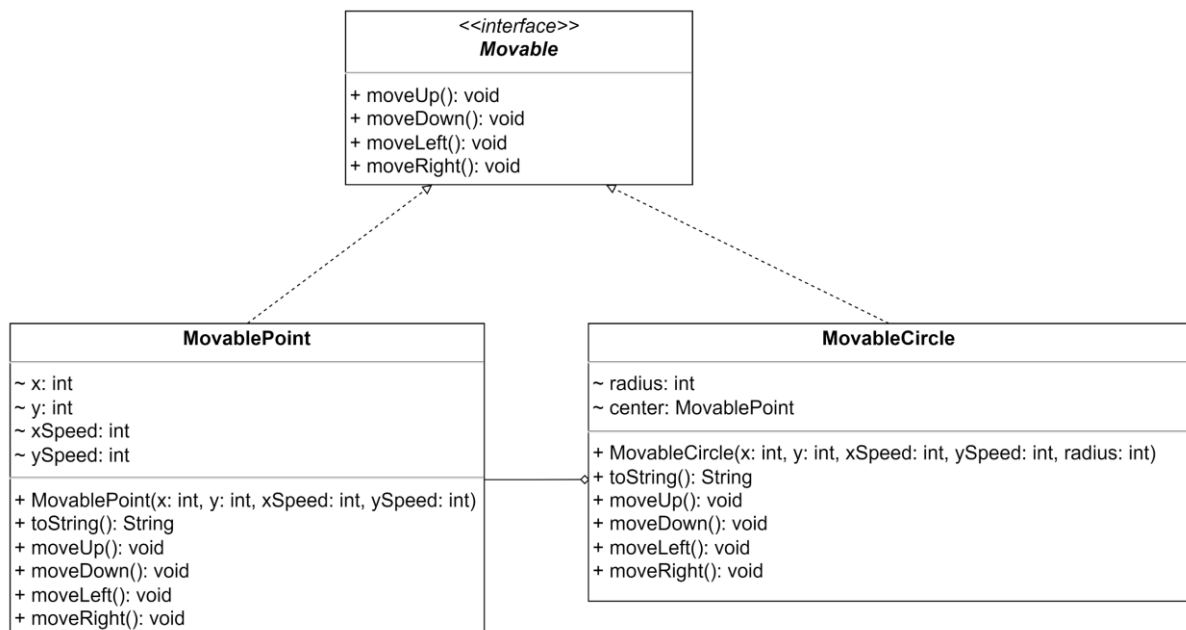 <<interface>>
Movable
+ moveUp(): void
+ moveDown(): void
+ moveLeft(): void
+ moveRight(): void
MovablePoint
~ x: int
~ y: int
~ xSpeed: int
~ ySpeed: int
+ MovablePoint(x: int, y: int, xSpeed: int, ySpeed: int)
+ toString(): String
+ moveUp(): void
+ moveDown(): void
+ moveLeft(): void
+ moveRight(): void
MovableCircle
~ radius: int
~ center: MovablePoint
+ MovableCircle(x: int, y: int, xSpeed: int, ySpeed: int, radius: int)
+ toString(): String
+ moveUp(): void
+ moveDown(): void
+ moveLeft(): void
+ moveRight(): void